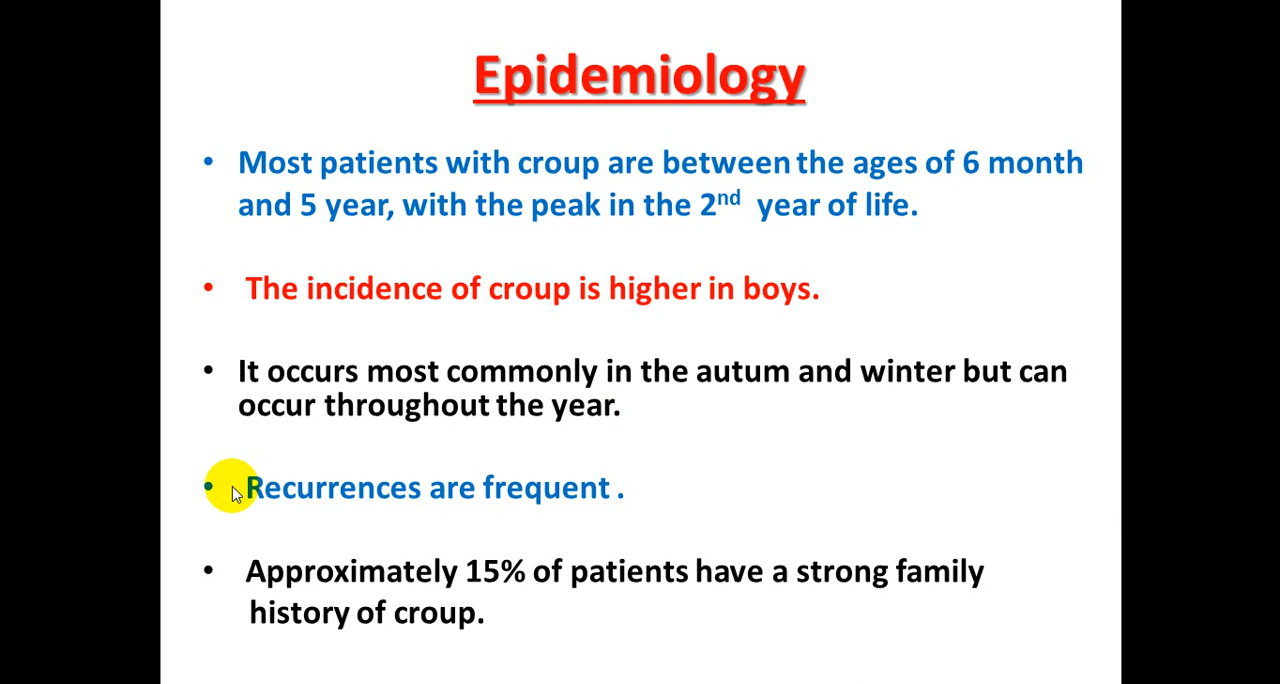 Epidemiology
• Most patients with croup are between the ages of 6 month
and 5 year, with the peak in the 2nd year of life.
• The incidence of croup is higher in boys.
• It occurs most commonly in the autum and winter but can
occur throughout the year.
• Recurrences are frequent .
• Approximately 15% of patients have a strong family
history of croup.